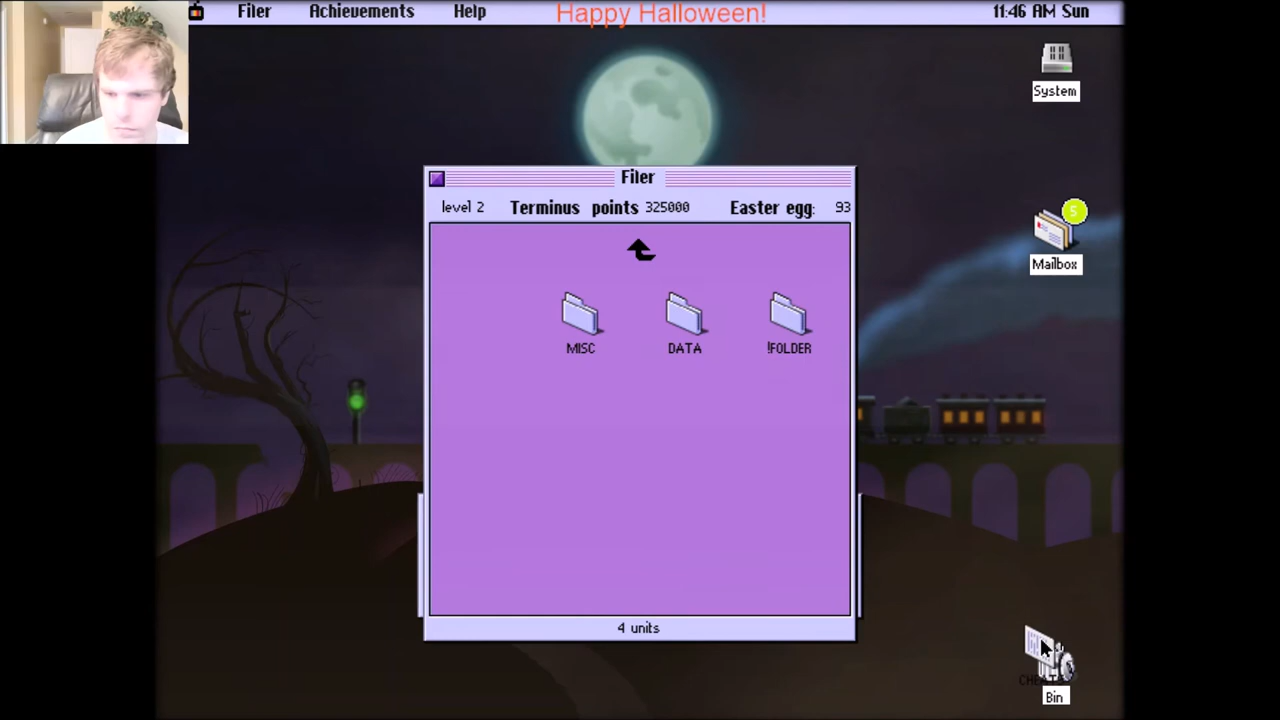 Filer Achievements Help Happy Halloween! 11:46 AM Sun
System
Filer
level 2 Terminus points 325000 Easter egg: 93
5
Mailbox
MISC DATA !FOLDER
4 units
Bin